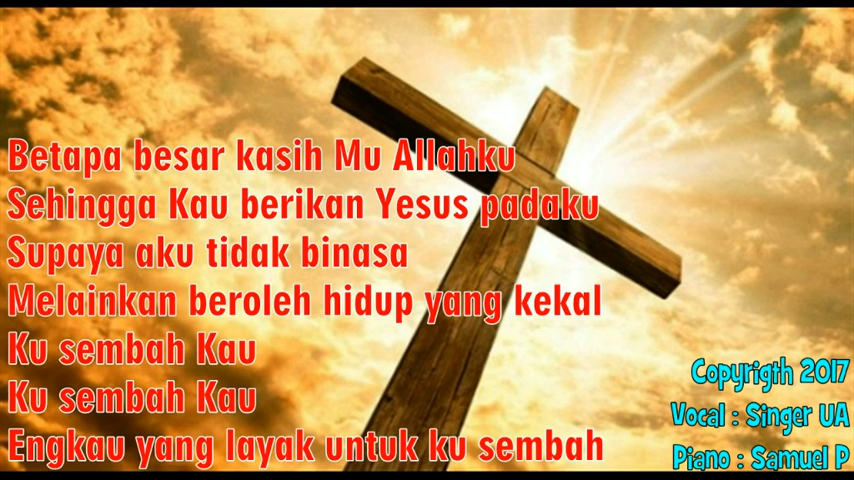 Betapa besar kasih Mu Allahku
Sehingga Kau berikan Yesus padaku
Supaya aku tidak binasa
Melainkan beroleh hidup yang kekal
Ku sembah Kau
Ku sembah Kau
Engkau yang layak untuk ku sembah
Copyrigth 2017
Vocal : Singer UA
Piano : Samuel P